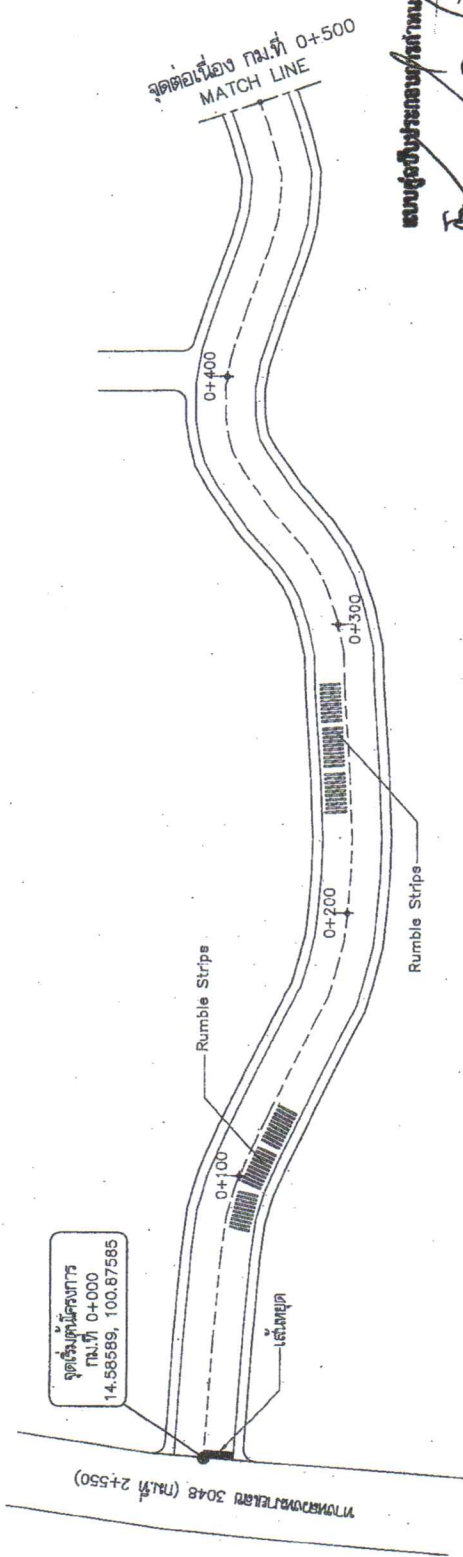 จุดเริ่มต้นโครงการ
กม.ที่ 0+000
14.58589, 100.87585
ทางหลวงหมายเลข 3048 (กม.ที่ 2+550)
เส้นหยุด
0+100
Rumble Strips
0+200
Rumble Strips
0+300
0+400
จุดต่อเนื่อง กม.ที่ 0+500
MATCH LINE